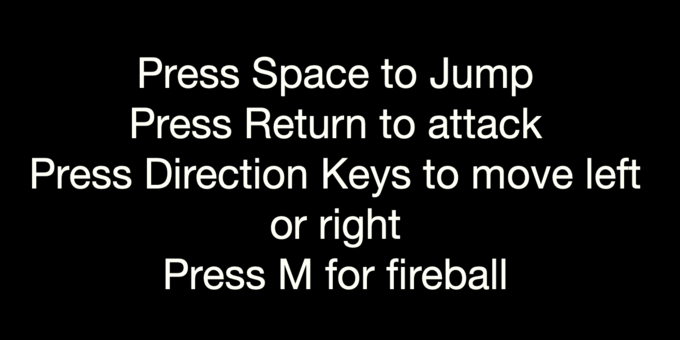 Press Space to Jump
Press Return to attack
Press Direction Keys to move left
or right
Press M for fireball